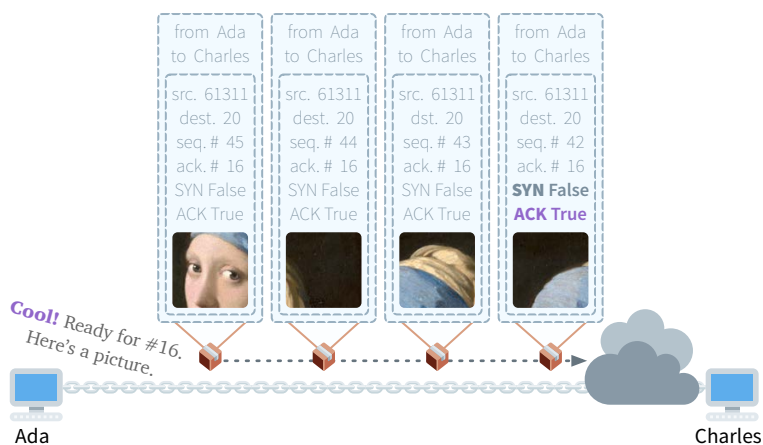 from Ada
to Charles
src. 61311
dest. 20
seq. # 45
ack. # 16
SYN False
ACK True
from Ada
to Charles
src. 61311
dest. 20
seq. # 44
ack. # 16
SYN False
ACK True
from Ada
to Charles
src. 61311
dst. 20
seq. # 43
ack. # 16
SYN False
ACK True
from Ada
to Charles
src. 61311
dest. 20
seq. # 42
ack. # 16
SYN False
ACK True
Cool! Ready for #16.
Here’s a picture.
Ada
Charles